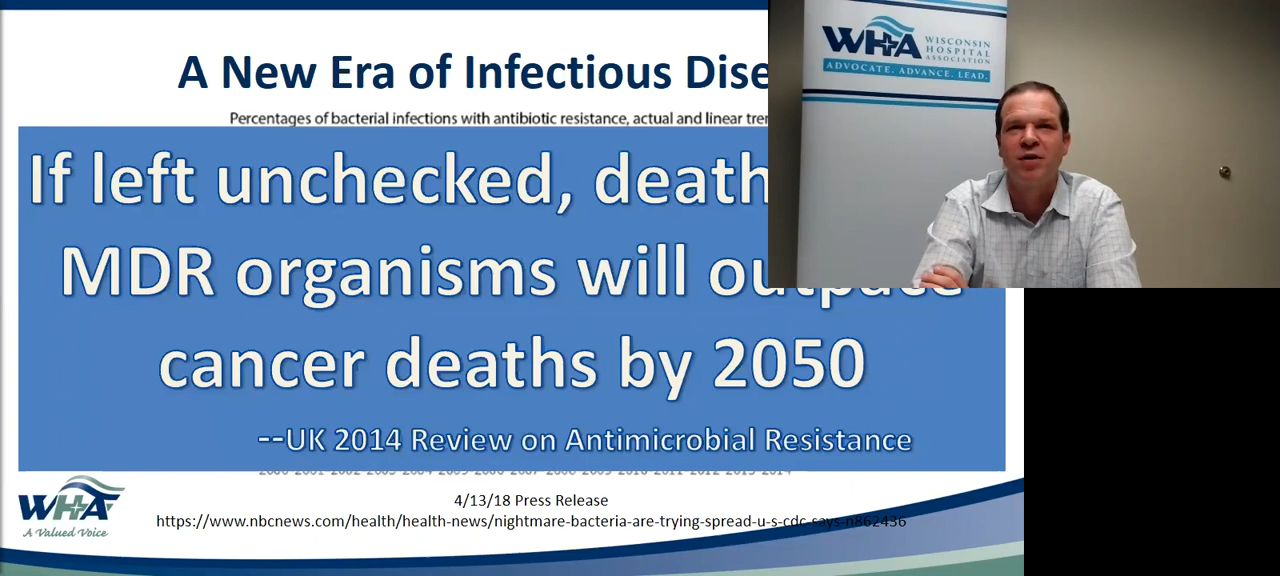 A New Era of Infectious Dise
Percentages of bacterial infections with antibiotic resistance, actual and linear tren
If left unchecked, death
MDR organisms will outpace
cancer deaths by 2050
--UK 2014 Review on Antimicrobial Resistance
4/13/18 Press Release
https://www.nbcnews.com/health/health-news/nightmare-bacteria-are-trying-spread-u-s-cdc-says-n862436
WHA
A Valued Voice
WHA WISCONSIN
HOSPITAL
ASSOCIATION
ADVOCATE. ADVANCE. LEAD.